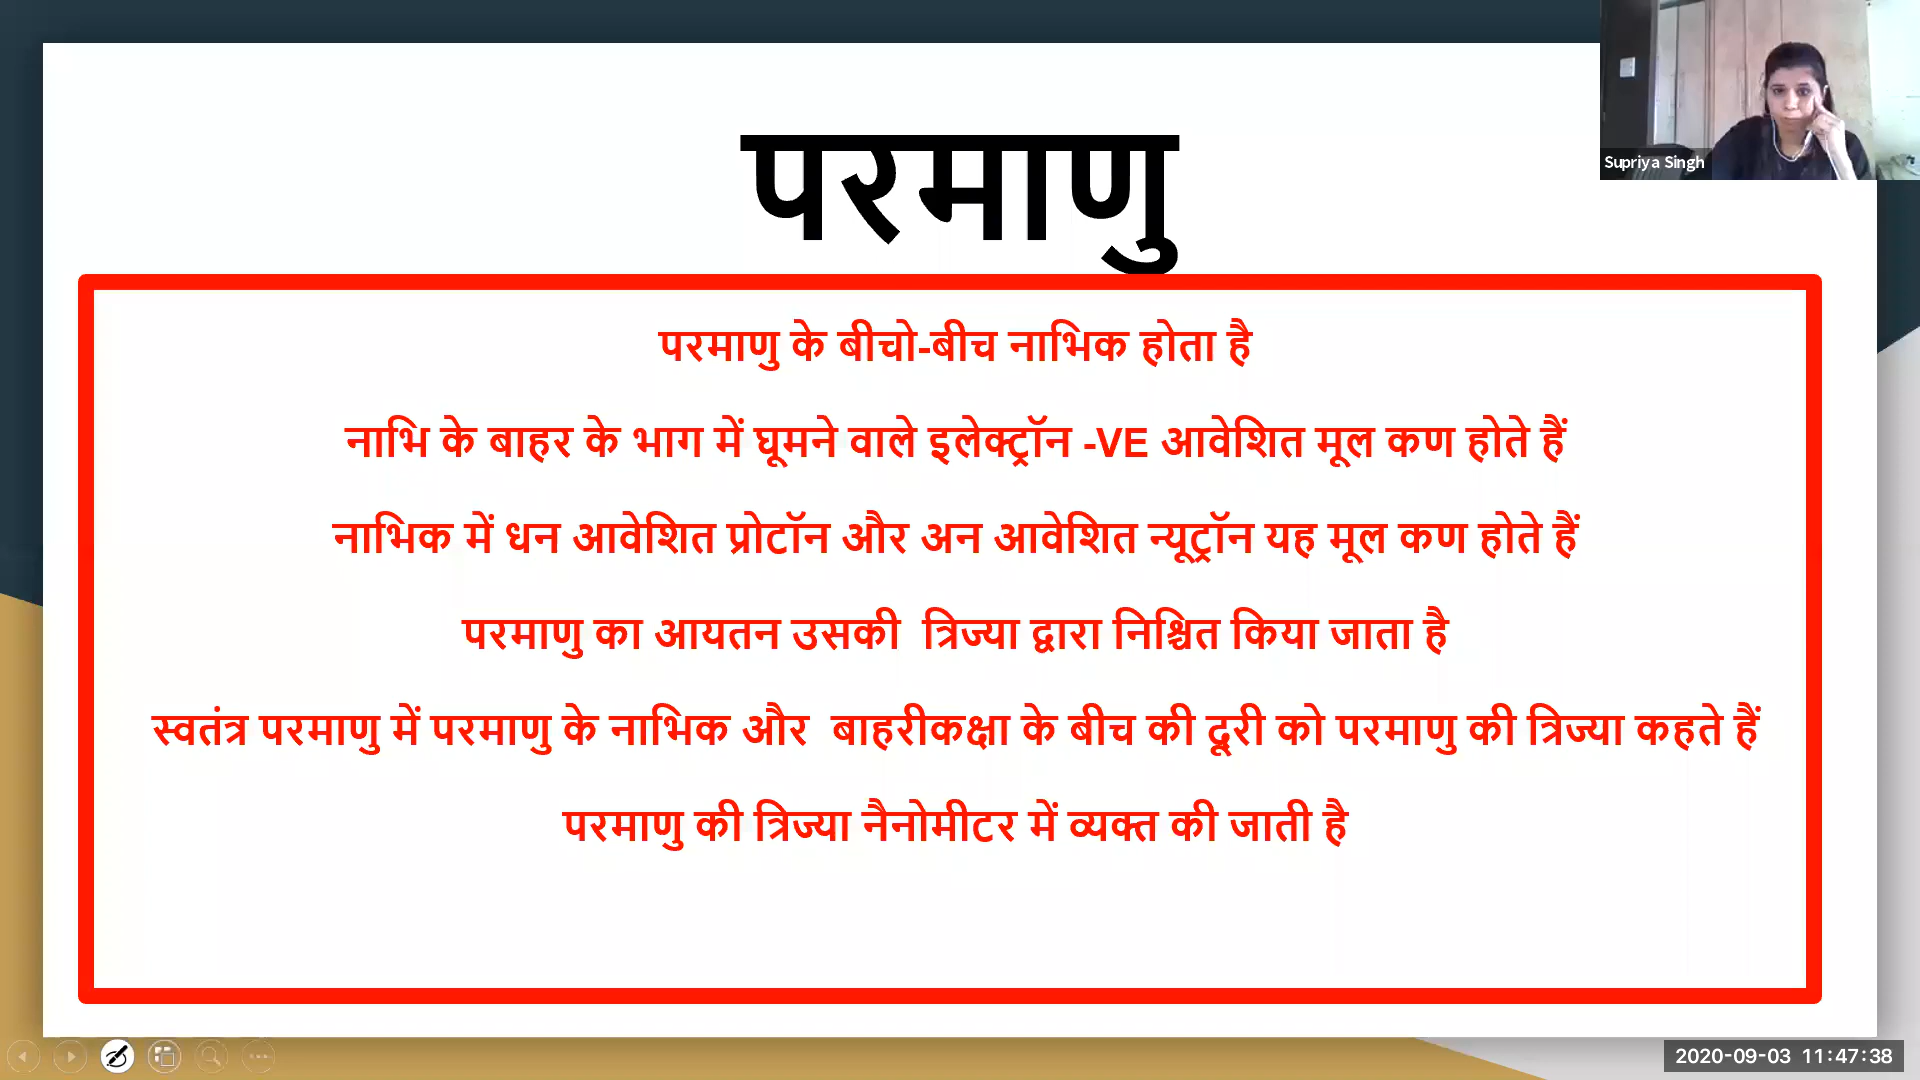 परमाणु
Supriya Singh
परमाणु के बीचो-बीच नाभिक होता है
नाभि के बाहर के भाग में घूमने वाले इलेक्ट्रॉन -VE आवेशित मूल कण होते हैं
नाभिक में धन आवेशित प्रोटॉन और अन आवेशित न्यूट्रॉन यह मूल कण होते हैं
परमाणु का आयतन उसकी त्रिज्या द्वारा निश्चित किया जाता है
स्वतंत्र परमाणु में परमाणु के नाभिक और बाहरीकक्षा के बीच की दूरी को परमाणु की त्रिज्या कहते हैं
परमाणु की त्रिज्या नैनोमीटर में व्यक्त की जाती है
2020-09-03 11:47:38